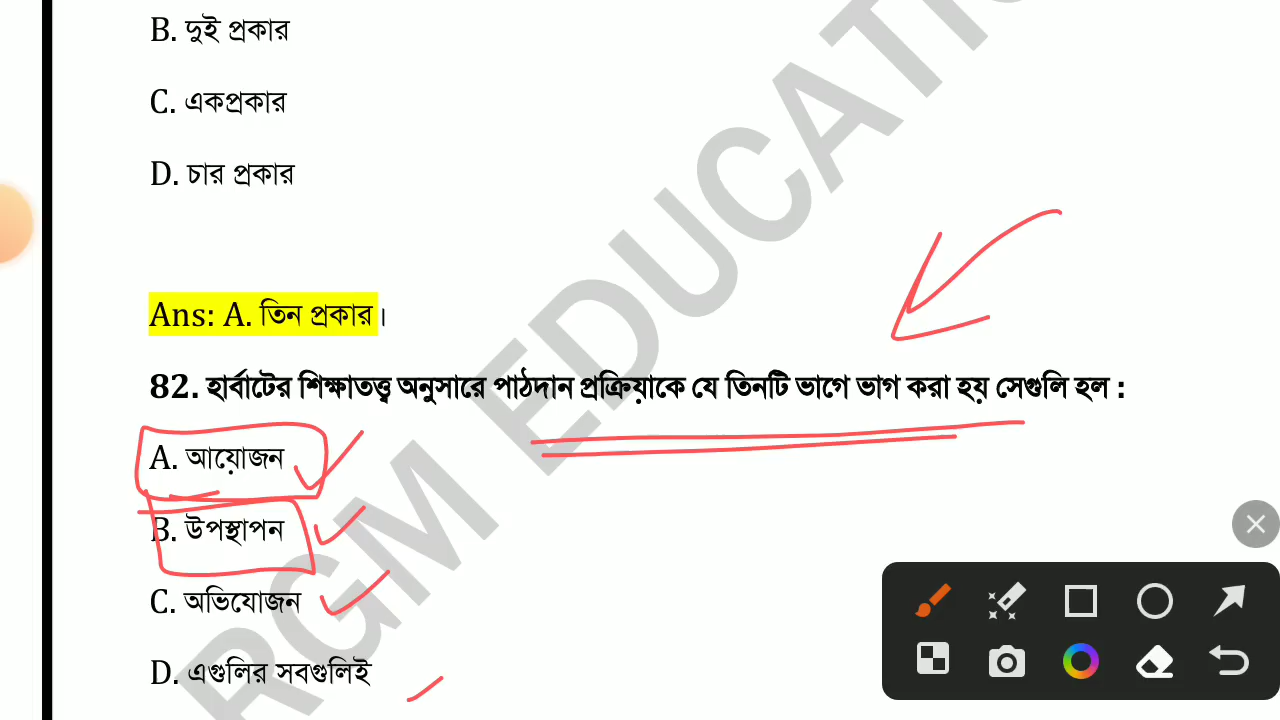 B. দুই প্রকার
C. একপ্রকার
D. চার প্রকার
Ans: A. তিন প্রকার।
82. হার্বাটের শিক্ষাতত্ত্ব অনুসারে পাঠদান প্রক্রিয়াকে যে তিনটি ভাগে ভাগ করা হয় সেগুলি হল :
A. আয়োজন
B. উপস্থাপন
C. অভিযোজন
D. এগুলির সবগুলিই
RGM EDUCATI